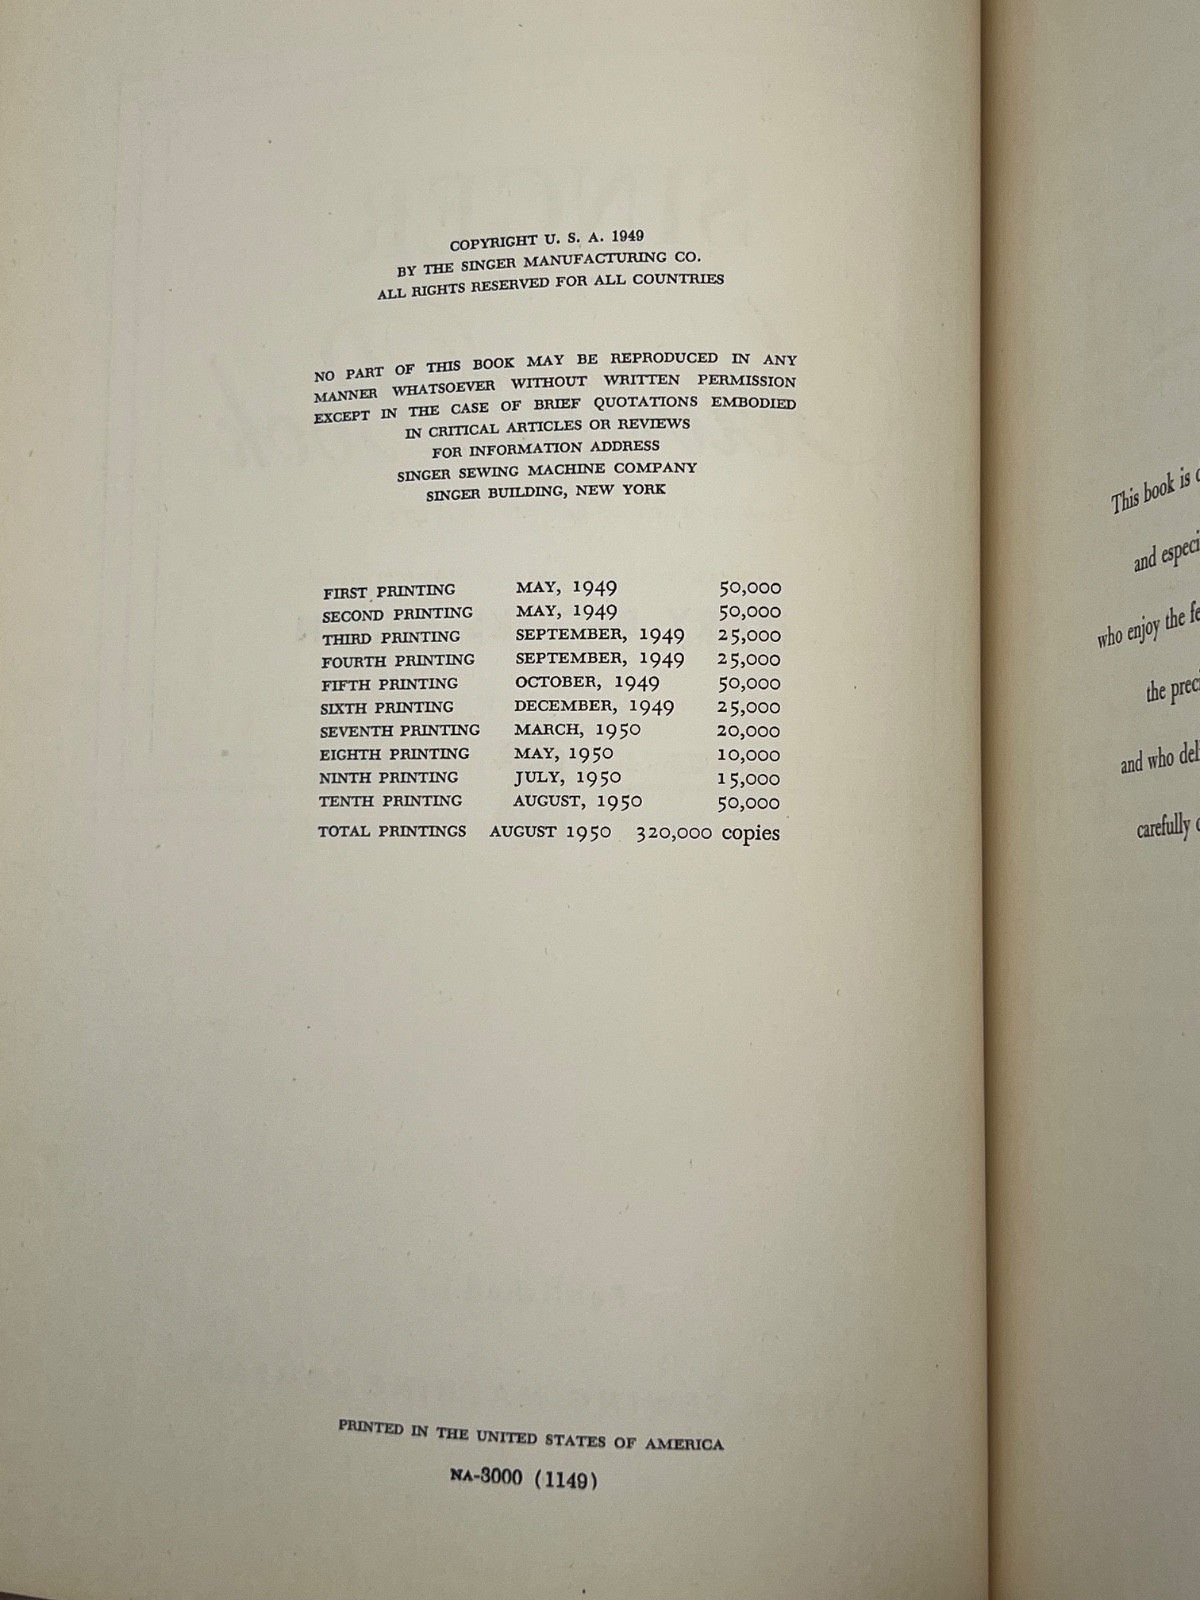 COPYRIGHT U. S. A. 1949
BY THE SINGER MANUFACTURING CO.
ALL RIGHTS RESERVED FOR ALL COUNTRIES
NO PART OF THIS BOOK MAY BE REPRODUCED IN ANY
MANNER WHATSOEVER WITHOUT WRITTEN PERMISSION
EXCEPT IN THE CASE OF BRIEF QUOTATIONS EMBODIED
IN CRITICAL ARTICLES OR REVIEWS
FOR INFORMATION ADDRESS
SINGER SEWING MACHINE COMPANY
SINGER BUILDING, NEW YORK
FIRST PRINTING MAY, 1949 50,000
SECOND PRINTING MAY, 1949 50,000
THIRD PRINTING SEPTEMBER, 1949 25,000
FOURTH PRINTING SEPTEMBER, 1949 25,000
FIFTH PRINTING OCTOBER, 1949 50,000
SIXTH PRINTING DECEMBER, 1949 25,000
SEVENTH PRINTING MARCH, 1950 20,000
EIGHTH PRINTING MAY, 1950 10,000
NINTH PRINTING JULY, 1950 15,000
TENTH PRINTING AUGUST, 1950 50,000
TOTAL PRINTINGS AUGUST 1950 320,000 copies
PRINTED IN THE UNITED STATES OF AMERICA
NA-3000 (1149)
This book is
and especi
who enjoy the fe
the preci
and who del
carefully